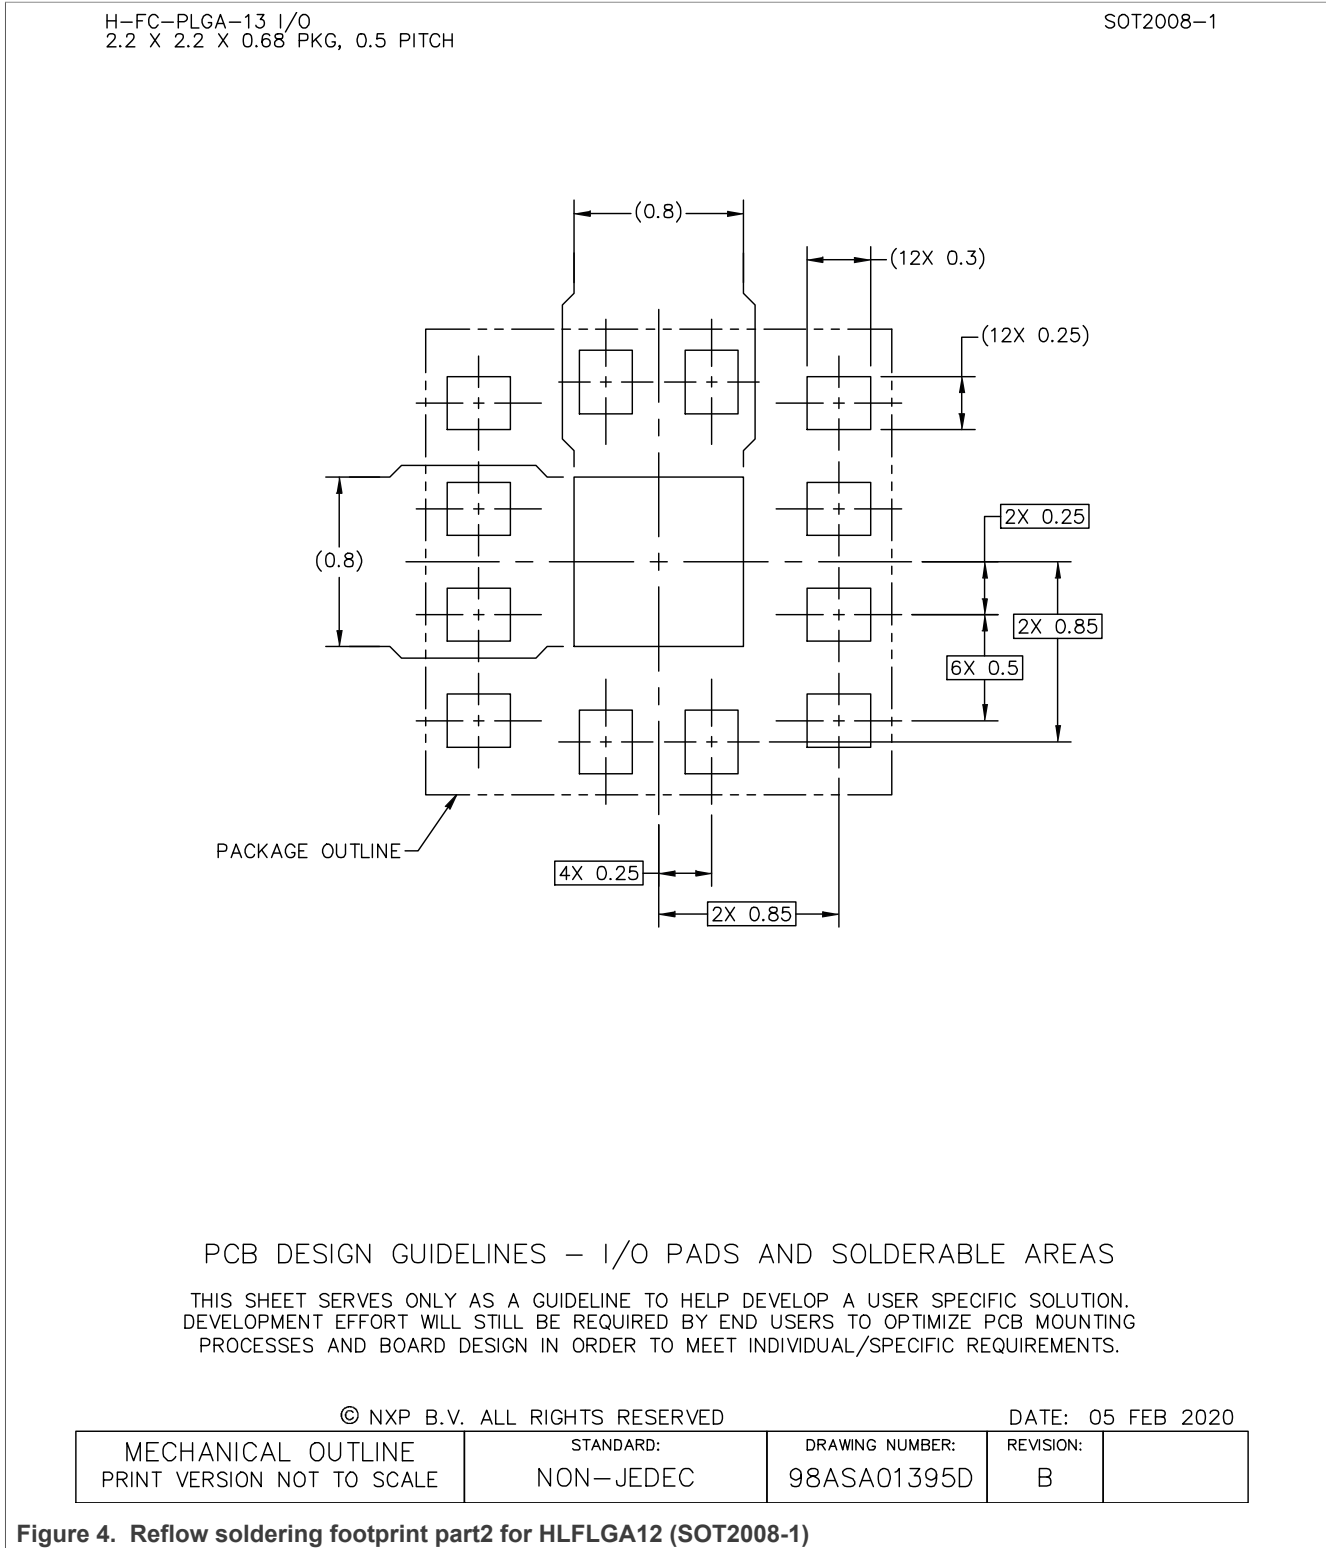 H-FC-PLGA-13 I/O
2.2 X 2.2 X 0.68 PKG, 0.5 PITCH
SOT2008-1
(0.8)
(12X 0.3)
(12X 0.25)
2X 0.25
(0.8)
2X 0.85
6X 0.5
PACKAGE OUTLINE
4X 0.25
2X 0.85
PCB DESIGN GUIDELINES – I/O PADS AND SOLDERABLE AREAS
THIS SHEET SERVES ONLY AS A GUIDELINE TO HELP DEVELOP A USER SPECIFIC SOLUTION.
DEVELOPMENT EFFORT WILL STILL BE REQUIRED BY END USERS TO OPTIMIZE PCB MOUNTING
PROCESSES AND BOARD DESIGN IN ORDER TO MEET INDIVIDUAL/SPECIFIC REQUIREMENTS.
© NXP B.V. ALL RIGHTS RESERVED
DATE: 05 FEB 2020
MECHANICAL OUTLINE
PRINT VERSION NOT TO SCALE
STANDARD:
NON-JEDEC
DRAWING NUMBER:
98ASA01395D
REVISION:
B
Figure 4. Reflow soldering footprint part2 for HLFLGA12 (SOT2008-1)